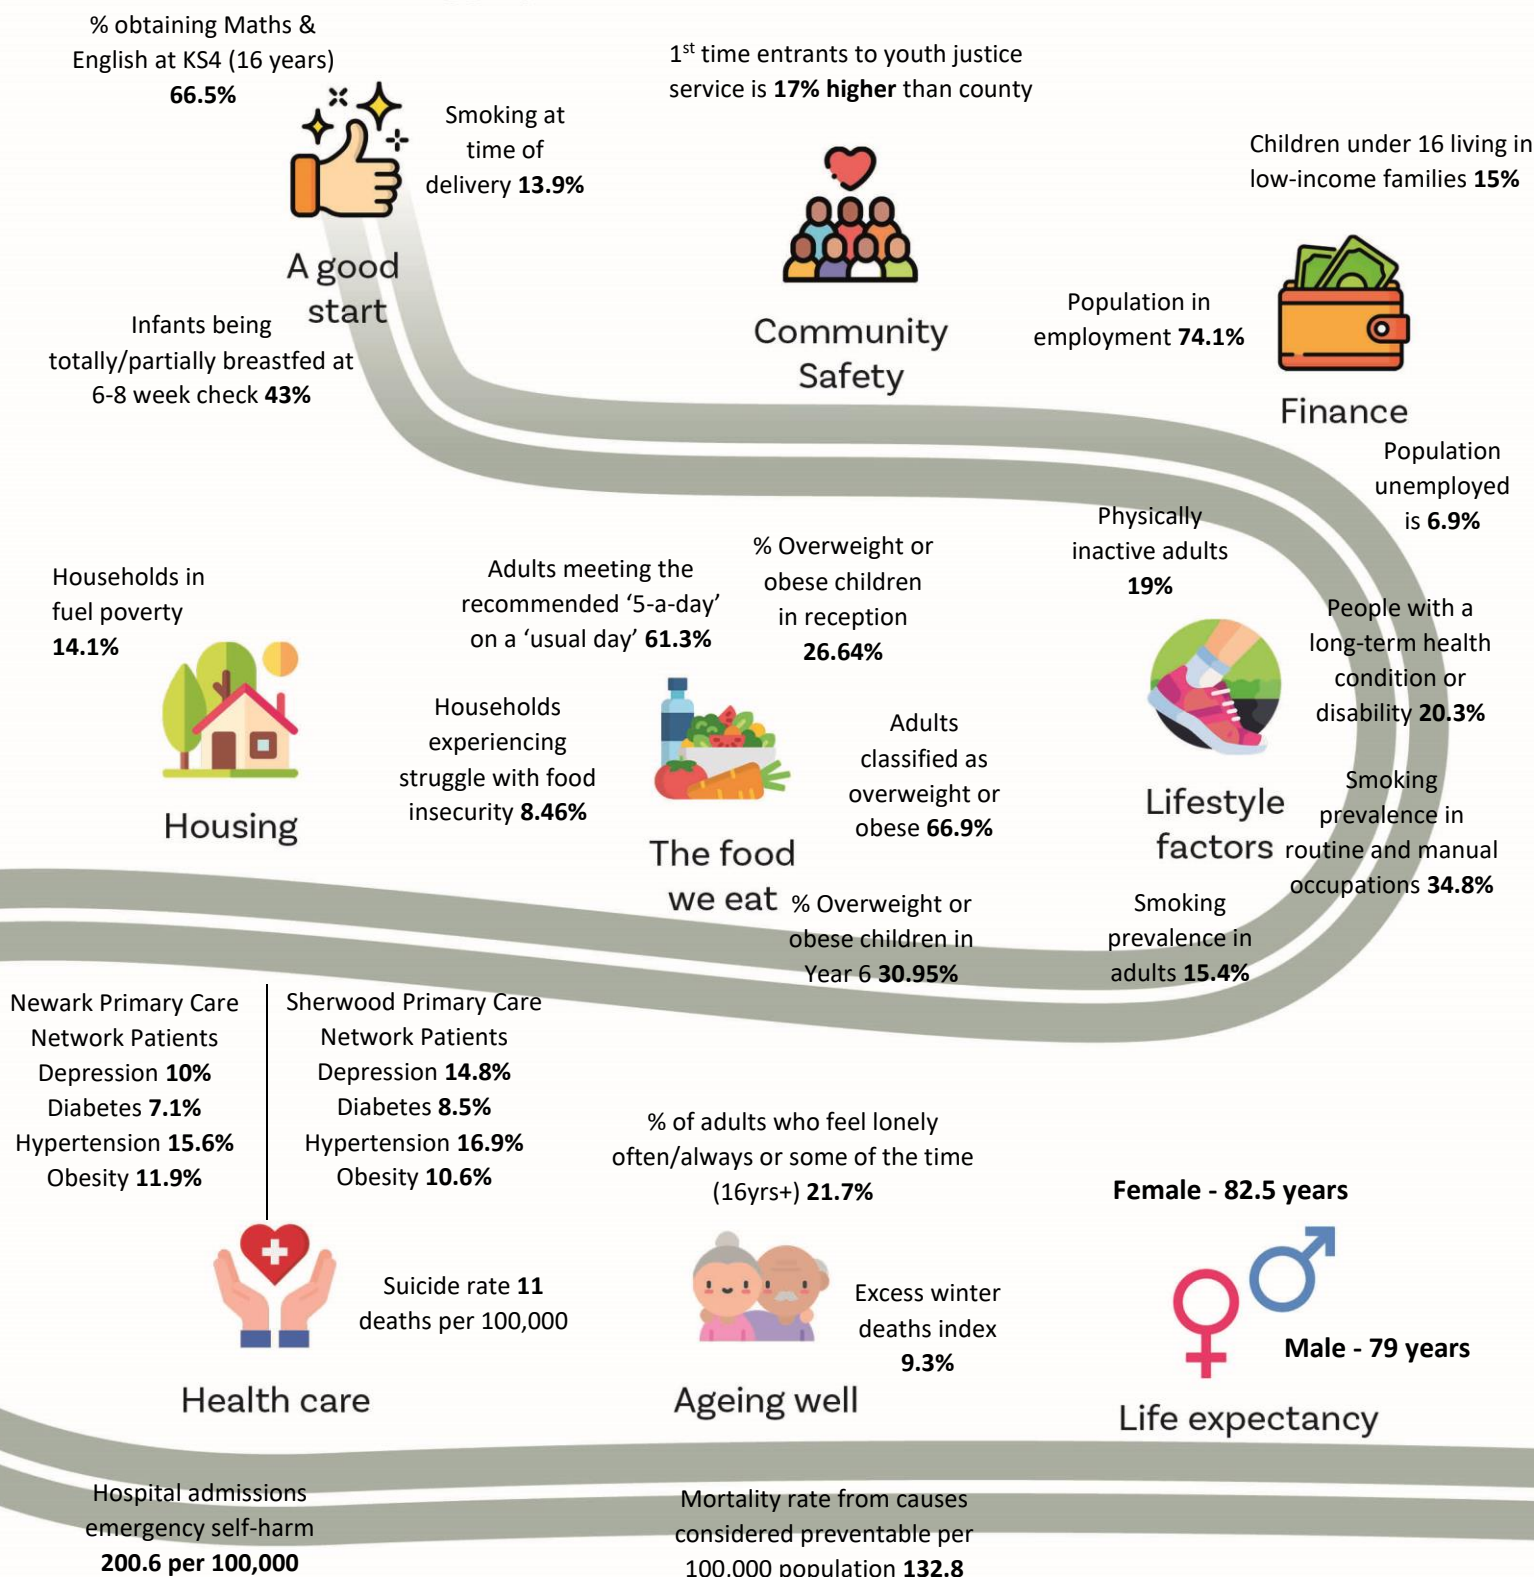 % obtaining Maths &
English at KS4 (16 years)
66.5%
Smoking at
time of
delivery 13.9%
A good
start
Infants being
totally/partially breastfed at
6-8 week check 43%
1st time entrants to youth justice
service is 17% higher than county
Community
Safety
Children under 16 living in
low-income families 15%
Population in
employment 74.1%
Finance
Population
unemployed
is 6.9%
Physically
inactive adults
19%
People with a
long-term health
condition or
disability 20.3%
Lifestyle
factors
Smoking
prevalence in
routine and manual
occupations 34.8%
Smoking
prevalence in
adults 15.4%
% Overweight or
obese children
in reception
26.64%
Adults meeting the
recommended ‘5-a-day’
on a ‘usual day’ 61.3%
Households
experiencing
struggle with food
insecurity 8.46%
Adults
classified as
overweight or
obese 66.9%
The food
we eat
% Overweight or
obese children in
Year 6 30.95%
Households in
fuel poverty
14.1%
Housing
Newark Primary Care
Network Patients
Depression 10%
Diabetes 7.1%
Hypertension 15.6%
Obesity 11.9%
Sherwood Primary Care
Network Patients
Depression 14.8%
Diabetes 8.5%
Hypertension 16.9%
Obesity 10.6%
Suicide rate 11
deaths per 100,000
Health care
Hospital admissions
emergency self-harm
200.6 per 100,000
% of adults who feel lonely
often/always or some of the time
(16yrs+) 21.7%
Excess winter
deaths index
9.3%
Ageing well
Mortality rate from causes
considered preventable per
100,000 population 132.8
Female - 82.5 years
Male - 79 years
Life expectancy